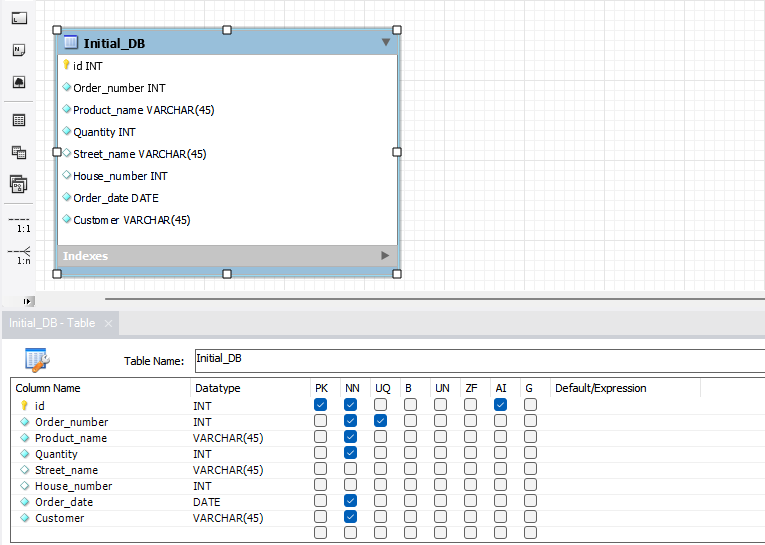 Initial_DB
id INT
Order_number INT
Product_name VARCHAR(45)
Quantity INT
Street_name VARCHAR(45)
House_number INT
Order_date DATE
Customer VARCHAR(45)
Indexes
1:1
1:n
Initial_DB - Table
Table Name: Initial_DB
Column Name Datatype PK NN UQ B UN ZF AI G Default/Expression
id INT
Order_number INT
Product_name VARCHAR(45)
Quantity INT
Street_name VARCHAR(45)
House_number INT
Order_date DATE
Customer VARCHAR(45)